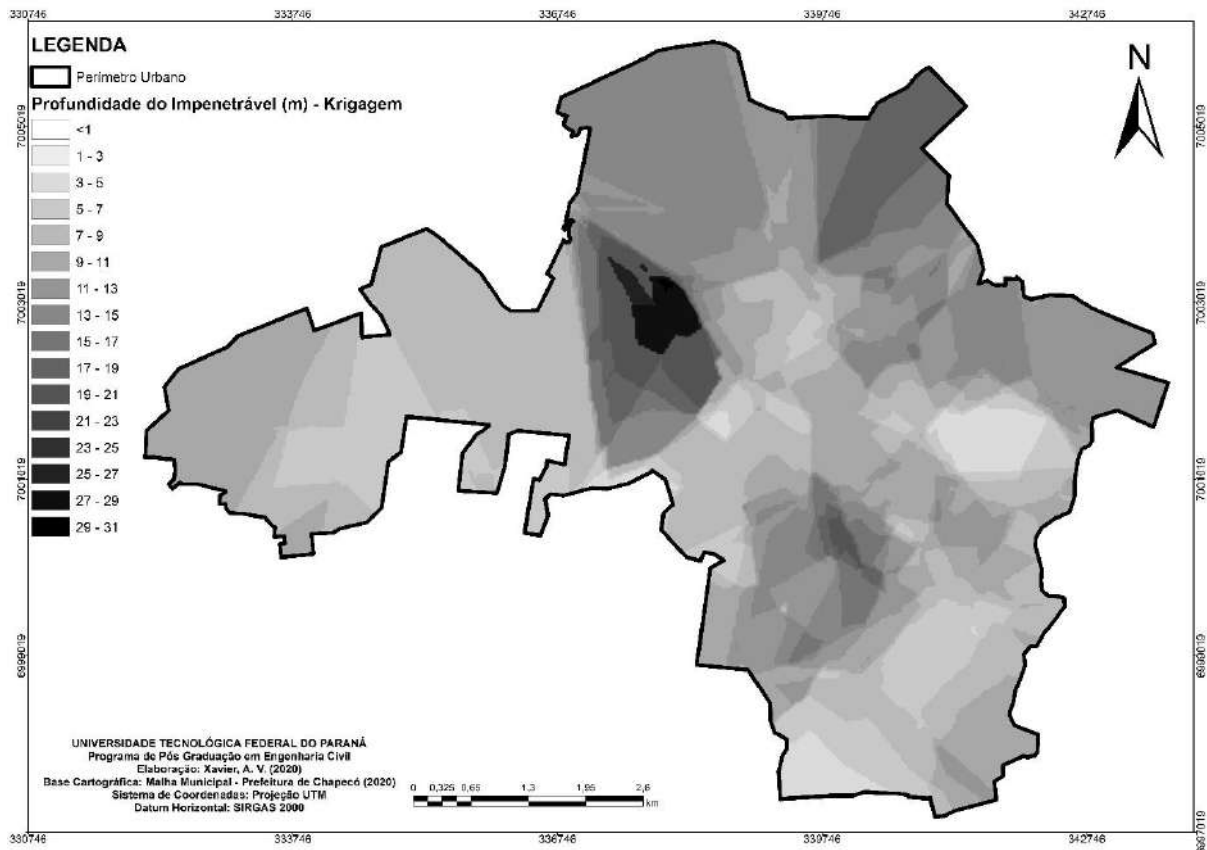 330746 333746 336746 339746 342746
LEGENDA
Perímetro Urbano
Profundidade do Impenetrável (m) - Krigagem
<1
1 - 3
3 - 5
5 - 7
7 - 9
9 - 11
11 - 13
13 - 15
15 - 17
17 - 19
19 - 21
21 - 23
23 - 25
25 - 27
27 - 29
29 - 31
N
7005019
7003019
7001019
6999019
7005019
7003019
7001019
6999019
6997019
UNIVERSIDADE TECNOLÓGICA FEDERAL DO PARANÁ
Programa de Pós Graduação em Engenharia Civil
Elaboração: Xavier, A. V. (2020)
Base Cartográfica: Malha Municipal - Prefeitura de Chapecó (2020)
Sistema de Coordenadas: Projeção UTM
Datum Horizontal: SIRGAS 2000
0 0,325 0,65 1,3 1,95 2,6
km
330746 333746 336746 339746 342746